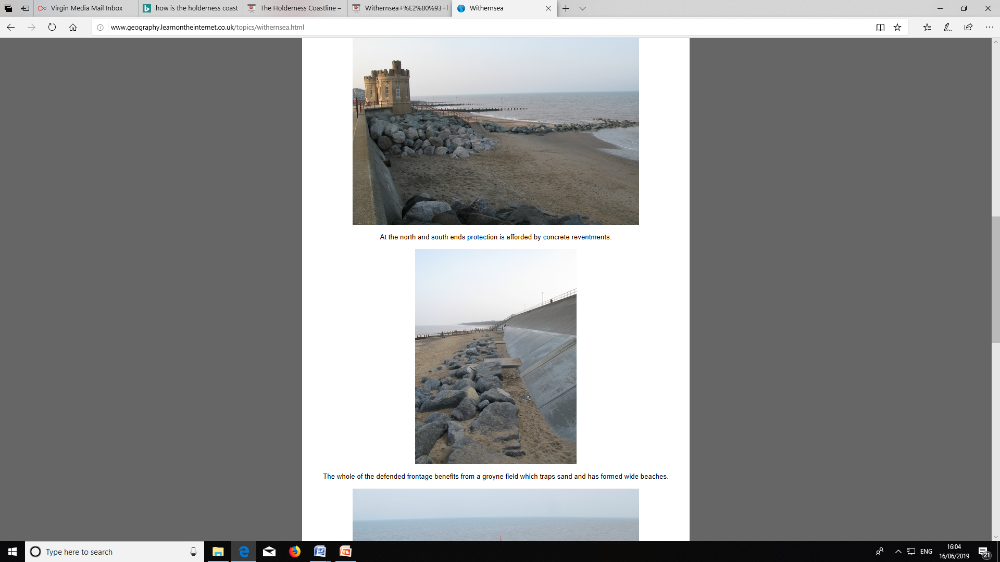 Virgin Media Mail Inbox
how is the holderness coast
The Holderness Coastline –
Withernsea+%E2%80%93+l
Withernsea
www.geography.learnontheinternet.co.uk/topics/withernsea.html
At the north and south ends protection is afforded by concrete reventments.
The whole of the defended frontage benefits from a groyne field which traps sand and has formed wide beaches.
Type here to search
ENG
16:04
16/06/2019
21